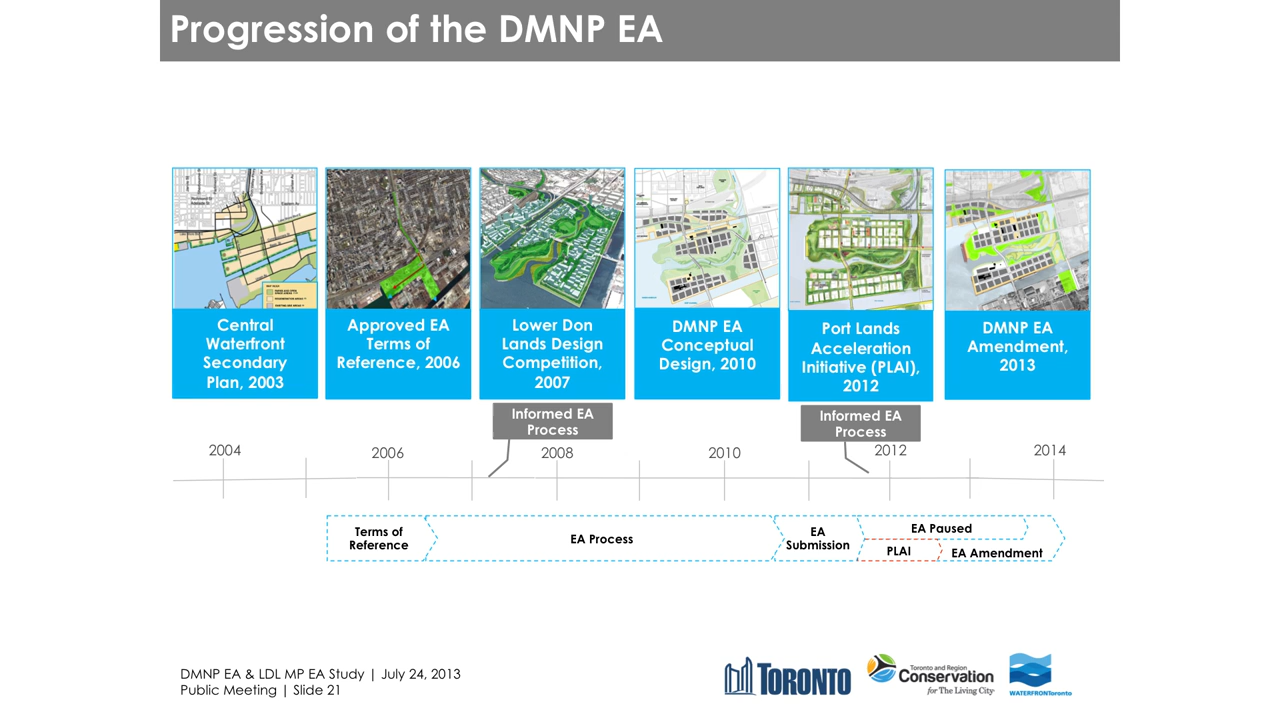 Progression of the DMNP EA
Central
Waterfront
Secondary
Plan, 2003
Approved EA
Terms of
Reference, 2006
Lower Don
Lands Design
Competition,
2007
DMNP EA
Conceptual
Design, 2010
Port Lands
Acceleration
Initiative (PLAI),
2012
DMNP EA
Amendment,
2013
Informed EA
Process
Informed EA
Process
2004
2006
2008
2010
2012
2014
Terms of
Reference
EA Process
EA
Submission
EA Paused
PLAI
EA Amendment
DMNP EA & LDL MP EA Study | July 24, 2013
Public Meeting | Slide 21
TORONTO
Toronto and Region
Conservation
for The Living City
WATERFRONToronto